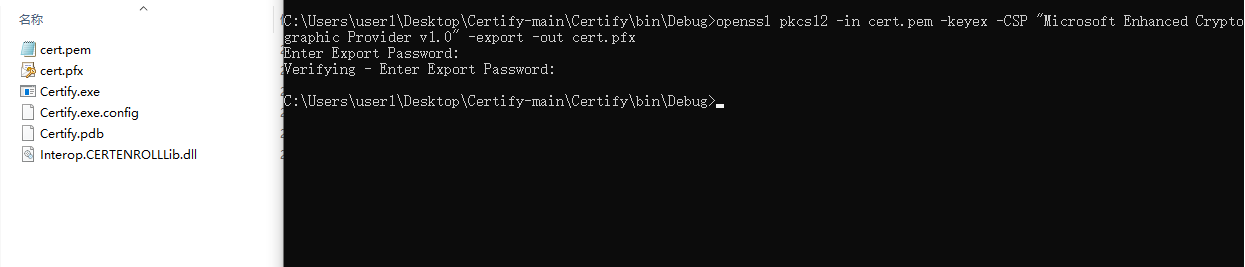 名称
cert.pem
cert.pfx
Certify.exe
Certify.exe.config
Certify.pdb
Interop.CERTENROLLLib.dll
C:\Users\user1\Desktop\Certify-main\Certify\bin\Debug>openssl pkcs12 -in cert.pem -keyex -CSP "Microsoft Enhanced Crypto
graphic Provider v1.0" -export -out cert.pfx
Enter Export Password:
Verifying - Enter Export Password:
C:\Users\user1\Desktop\Certify-main\Certify\bin\Debug>